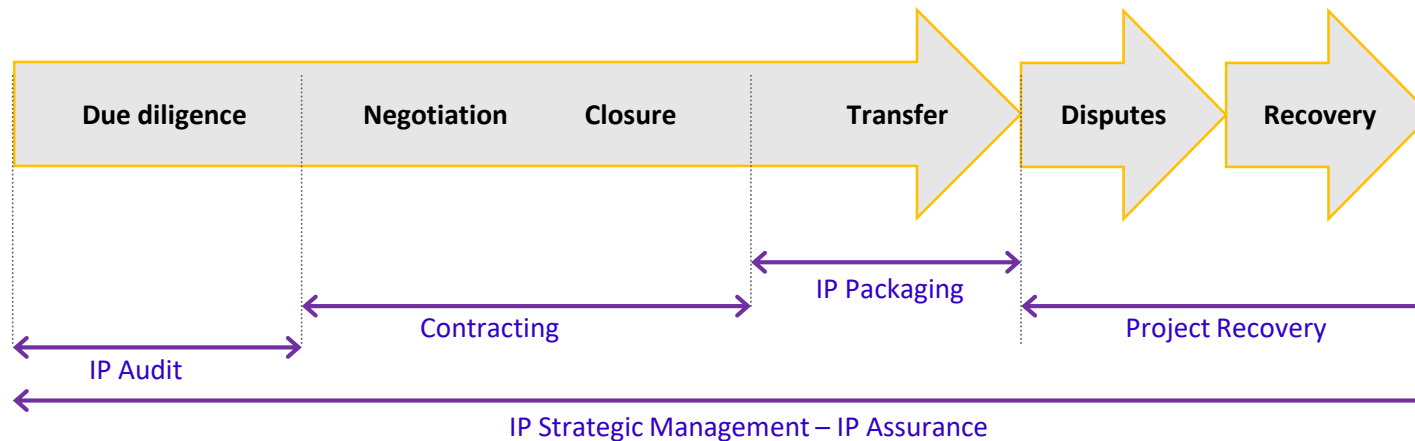 Due diligence
Negotiation
Closure
Transfer
Disputes
Recovery
IP Packaging
Contracting
Project Recovery
IP Audit
IP Strategic Management – IP Assurance